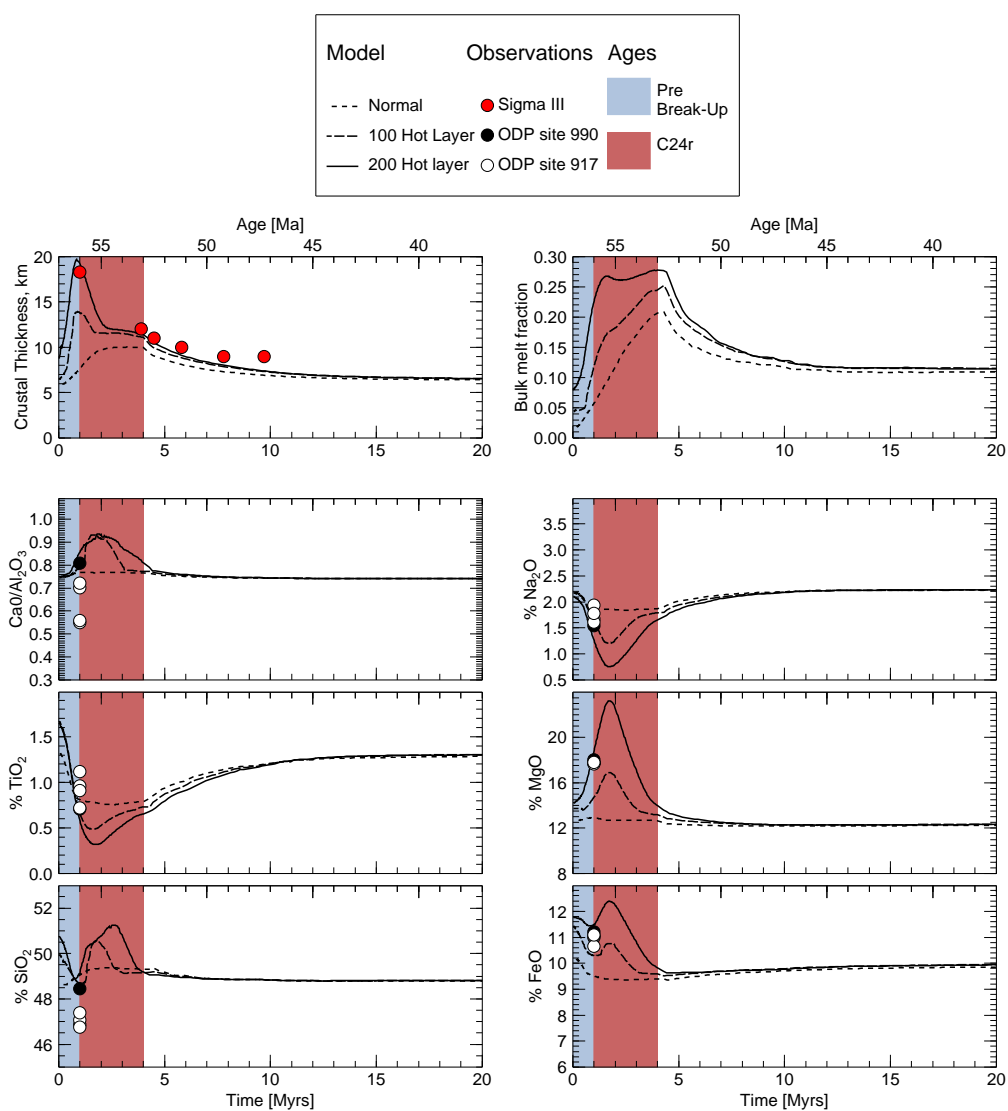 Model Observations Ages
Normal Sigma III Pre
Break-Up
100 Hot Layer ODP site 990
200 Hot layer ODP site 917 C24r
Age [Ma] Age [Ma]
55 50 45 40 55 50 45 40
Crustal Thickness, km
20
15
10
5
0
0 5 10 15 20
Bulk melt fraction
0.30
0.25
0.20
0.15
0.10
0.05
0.00
0 5 10 15 20
Ca0/Al2O3
1.0
0.9
0.8
0.7
0.6
0.5
0.4
0.3
% Na2O
3.5
3.0
2.5
2.0
1.5
1.0
0.5
% TiO2
1.5
1.0
0.5
0.0
% MgO
20
16
12
8
% SiO2
52
50
48
46
0 5 10 15 20
Time [Myrs]
% FeO
13
12
11
10
9
8
7
6
0 5 10 15 20
Time [Myrs]